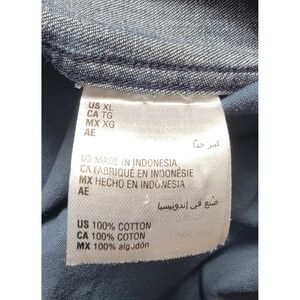 US XL
CA TG
MX XG
AE كبير جداً
US MADE IN INDONESIA,
CA FABRIQUÉ EN INDONÉSIE
MX HECHO EN INDONESIA
AE
صُنع في إندونيسيا
US 100% COTTON
CA 100% COTON
MX 100% algodón